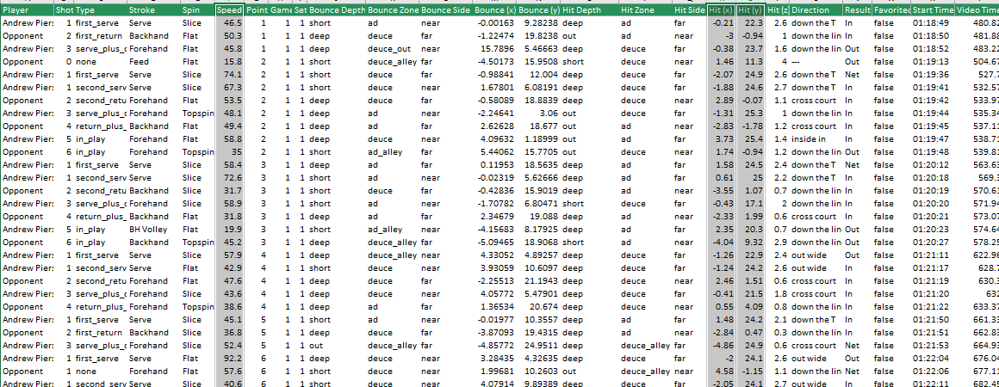 Player Shot Type Stroke Spin Speed Point Game Set Bounce Depth Bounce Zone Bounce Side Bounce (x) Bounce (y) Hit Depth Hit Zone Hit Side Hit (x) Hit (y) Hit (z Direction Result Favorited Start Time Video Time
Andrew Pier 1 first_serve Serve Slice 46.5 1 1 1 short deuce near -0.00163 9.28238 deep ad far -0.21 22.3 2.6 down the T In false 01:18:49 480.82
Opponent 2 first_return Backhand Flat 50.3 1 1 1 deep deuce far -1.22474 19.8238 out ad near -3 -0.94 1 down the lin In false 01:18:50 481.88
Andrew Pier 3 serve_plus_o Forehand Flat 45.8 1 1 1 deep deuce_out near 15.7896 5.46663 deep deuce far -0.38 23.7 1.6 down the lin Out false 01:18:52 483.22
Opponent 0 none Feed Flat 15.8 2 1 1 short deuce_alley far -4.50173 15.9508 short deuce far 1.46 11.3 4 --- Out false 01:19:13 504.67
Andrew Pier 1 first_serve Serve Slice 74.1 2 1 1 short deuce far -0.98841 12.004 deep deuce far -2.07 24.9 2.6 down the T Net false 01:19:36 527.7
Andrew Pier 1 second_serv Serve Slice 67.3 2 1 1 short deuce near 1.67801 6.08191 deep deuce far -1.88 24.6 2.7 down the T In false 01:19:41 532.57
Opponent 2 second_retu Forehand Flat 53.5 2 1 1 deep deuce far -0.58089 18.8839 deep deuce near 2.89 -0.07 1.1 cross court In false 01:19:42 533.97
Andrew Pier 3 serve_plus_o Forehand Topspin 48.1 2 1 1 deep ad near -2.24641 3.06 out deuce far -1.31 25.3 1 down the lin In false 01:19:44 535.34
Opponent 4 return_plus_ Backhand Flat 49.4 2 1 1 deep ad far 2.62628 18.677 out ad near -2.83 -1.78 1.2 cross court In false 01:19:45 537.11
Andrew Pier 5 in_play Forehand Flat 58.8 2 1 1 deep deuce near 4.09632 1.18999 out ad far 3.73 25.4 1.4 inside in In false 01:19:47 538.71
Opponent 6 in_play Forehand Topspin 35 2 1 1 short ad_alley far 5.44062 15.7705 out deuce near 1.74 -0.94 1.2 down the lin Out false 01:19:48 539.81
Andrew Pier 1 first_serve Serve Slice 58.4 3 1 1 deep ad far 0.11953 18.5635 deep ad far 1.58 24.5 2.4 down the T Net false 01:20:12 563.63
Andrew Pier 1 second_serv Serve Slice 72.6 3 1 1 short ad near -0.02319 5.62666 deep ad far 0.61 25 2.2 down the T In false 01:20:18 569.3
Opponent 2 second_retu Backhand Slice 31.7 3 1 1 short deuce far -0.42836 15.9019 deep ad near -3.55 1.07 0.7 down the lin In false 01:20:19 570.61
Andrew Pier 3 serve_plus_o Forehand Slice 58.9 3 1 1 short ad near -1.70782 6.80471 short deuce far -0.43 17.1 2 down the lin In false 01:20:20 571.94
Opponent 4 return_plus_ Backhand Flat 31.8 3 1 1 deep ad far 2.34679 19.088 deep ad near -2.33 1.99 0.6 cross court In false 01:20:21 573.07
Andrew Pier 5 in_play BH Volley Flat 19.9 3 1 1 short ad_alley near -4.15683 8.17925 deep ad far 2.35 20.3 0.7 down the lin Out false 01:20:23 574.64
Opponent 6 in_play Backhand Topspin 45.2 3 1 1 deep deuce_alley far -5.09465 18.9068 short ad near -4.04 9.32 2.9 down the lin Out false 01:20:27 578.25
Andrew Pier 1 first_serve Serve Slice 57.9 4 1 1 deep deuce_alley near 4.33052 4.89257 deep deuce far -1.26 22.9 2.4 out wide Out false 01:21:11 622.96
Andrew Pier 1 second_serv Serve Slice 42.9 4 1 1 short deuce near 3.93059 10.6097 deep deuce far -1.24 24.2 2.6 out wide In false 01:21:17 628.7
Opponent 2 second_retu Forehand Flat 47.6 4 1 1 deep deuce far -2.25513 21.1943 deep deuce near 2.46 1.51 0.6 cross court In false 01:21:19 630.3
Andrew Pier 3 serve_plus_o Forehand Slice 43.6 4 1 1 deep deuce near 4.05772 5.47901 deep deuce far -0.41 21.5 1.8 cross court In false 01:21:20 632
Opponent 4 return_plus_ Forehand Topspin 38.6 4 1 1 deep ad far 1.36534 20.674 deep deuce near 0.55 4.09 0.8 down the lin In false 01:21:22 633.37
Andrew Pier 1 first_serve Serve Slice 45.1 5 1 1 short ad near -0.01977 10.3557 deep ad far 1.48 24.2 2.1 down the T In false 01:21:50 661.33
Opponent 2 first_return Backhand Slice 36.8 5 1 1 deep deuce far -3.87093 19.4315 deep ad near -2.84 0.47 0.3 down the lin In false 01:21:51 662.83
Andrew Pier 3 serve_plus_o Forehand Slice 52.4 5 1 1 out deuce_alley far -4.85772 24.9511 deep deuce_alley far -4.86 24.9 0.6 cross court Net false 01:21:53 664.93
Andrew Pier 1 first_serve Serve Flat 92.2 6 1 1 deep deuce near 3.28435 4.32635 deep deuce far -2 24.1 2.6 out wide Out false 01:22:04 676.04
Opponent 1 none Forehand Flat 57.6 6 1 1 deep deuce near 1.99681 10.2603 out deuce_alley near 4.58 -1.15 1.1 down the lin Net false 01:22:06 677.11
Andrew Pier 1 second_serv Serve Slice 40.6 6 1 1 short deuce near 4.07914 9.89389 deep deuce far -2.05 24.1 2.7 out wide In false 01:22:11 682.45